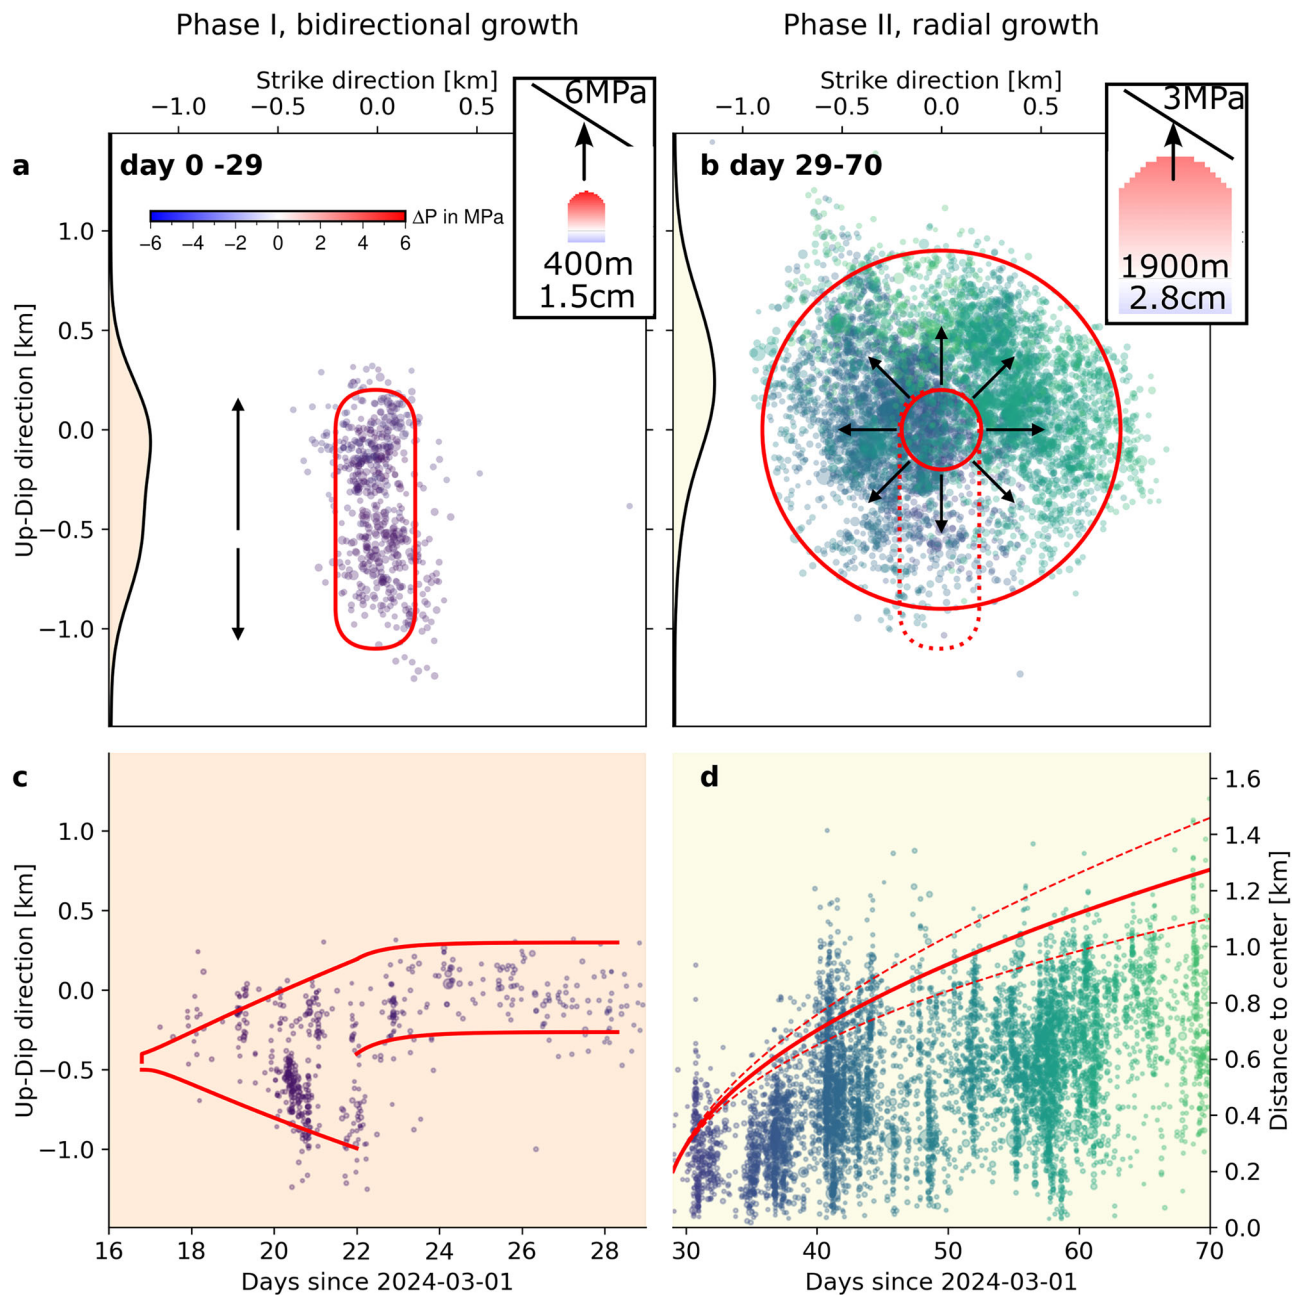 Phase I, bidirectional growth
Phase II, radial growth
Strike direction [km]
−1.0 −0.5 0.0 0.5
Strike direction [km]
−1.0 −0.5 0.0 0.5
a
day 0 -29
ΔP in MPa
−6 −4 −2 0 2 4 6
6MPa
400m
1.5cm
b day 29-70
3MPa
1900m
2.8cm
Up-Dip direction [km]
1.0
0.5
0.0
−0.5
−1.0
c
Up-Dip direction [km]
1.0
0.5
0.0
−0.5
−1.0
16 18 20 22 24 26 28
Days since 2024-03-01
d
1.6
1.4
1.2
1.0
0.8
0.6
0.4
0.2
0.0
Distance to center [km]
30 40 50 60 70
Days since 2024-03-01